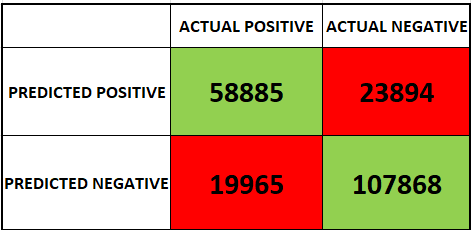 ACTUAL POSITIVE ACTUAL NEGATIVE
PREDICTED POSITIVE 58885 23894
PREDICTED NEGATIVE 19965 107868